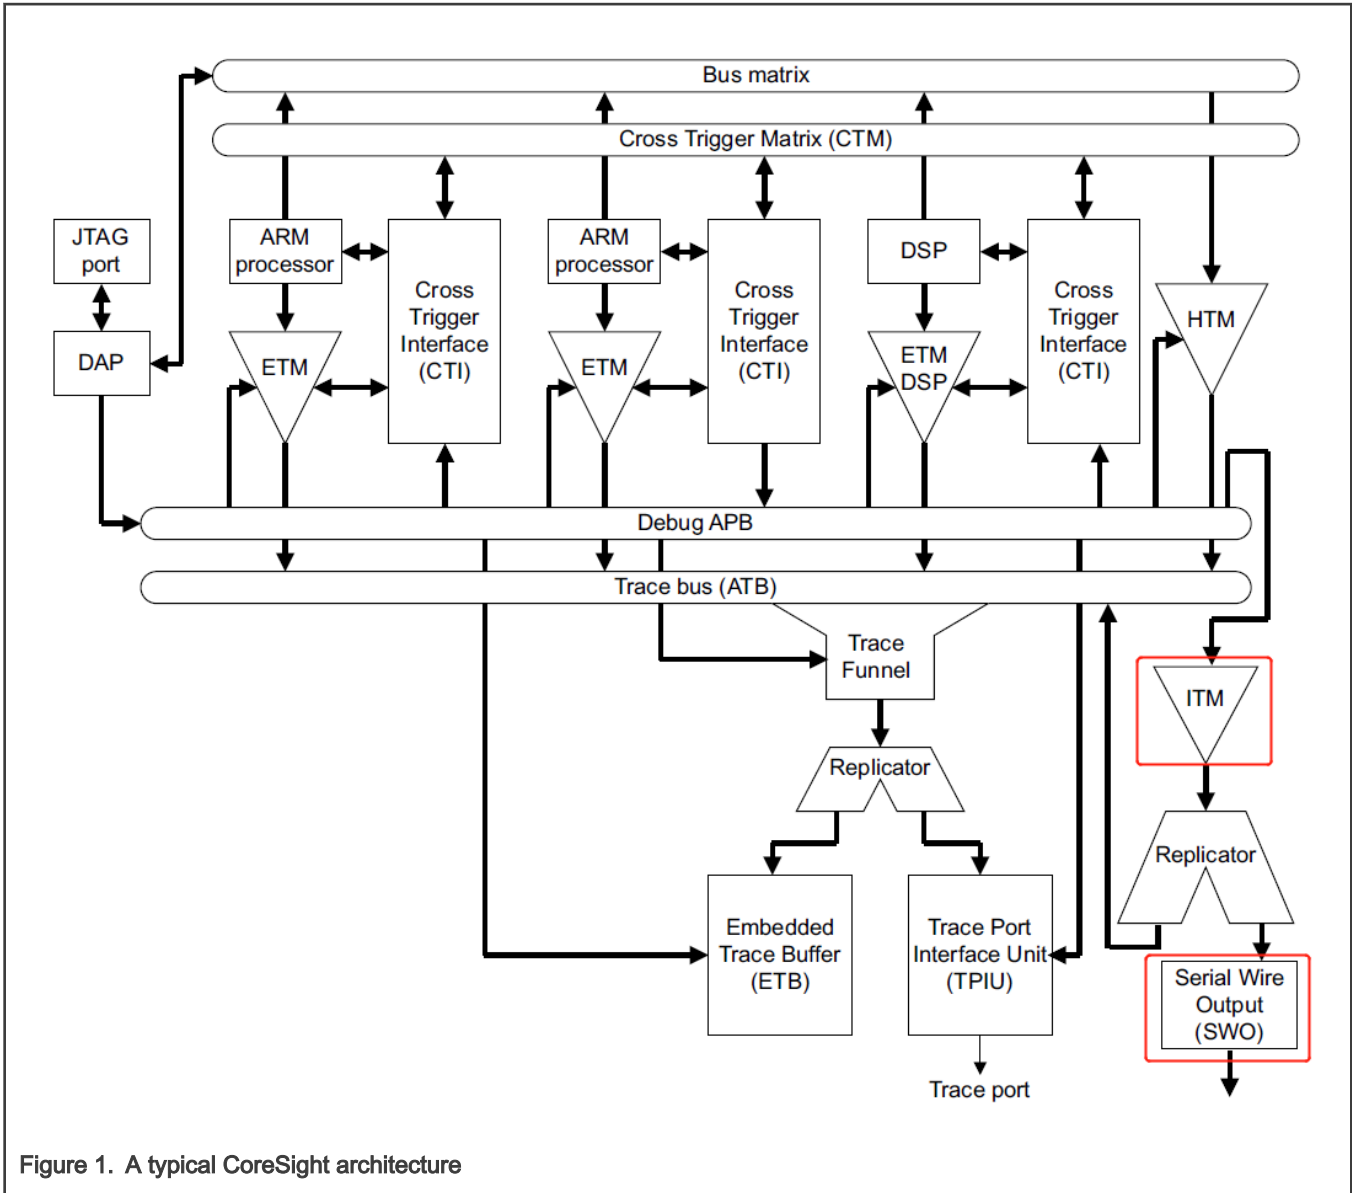 Bus matrix
Cross Trigger Matrix (CTM)
JTAG
port
ARM
processor
Cross
Trigger
Interface
(CTI)
ARM
processor
Cross
Trigger
Interface
(CTI)
DSP
Cross
Trigger
Interface
(CTI)
HTM
DAP
ETM
ETM
ETM
DSP
Debug APB
Trace bus (ATB)
Trace
Funnel
ITM
Replicator
Replicator
Embedded
Trace Buffer
(ETB)
Trace Port
Interface Unit
(TPIU)
Serial Wire
Output
(SWO)
Trace port
Figure 1. A typical CoreSight architecture